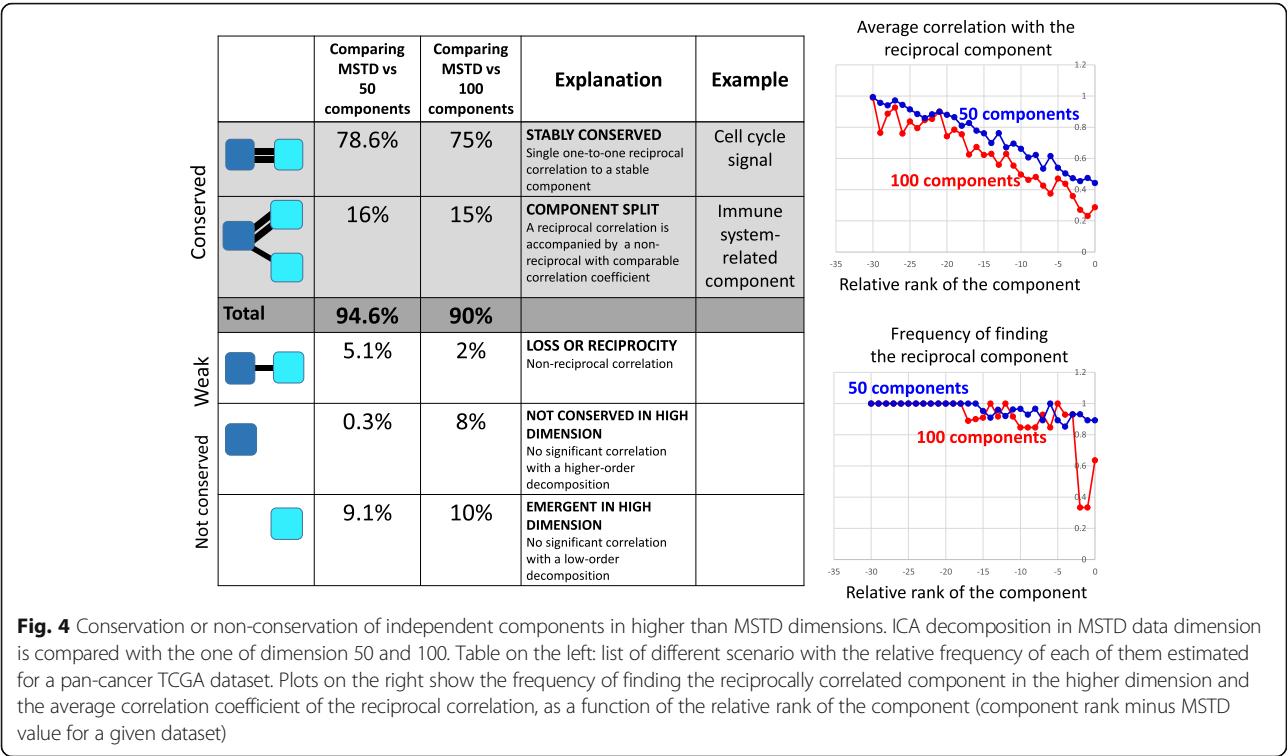 Comparing
MSTD vs
50
components
Comparing
MSTD vs
100
components
Explanation
Example
Conserved
78.6%
75%
STABLY CONSERVED
Single one-to-one reciprocal
correlation to a stable
component
Cell cycle
signal
16%
15%
COMPONENT SPLIT
A reciprocal correlation is
accompanied by a non-
reciprocal with comparable
correlation coefficient
Immune
system-
related
component
Total
94.6%
90%
Weak
5.1%
2%
LOSS OR RECIPROCITY
Non-reciprocal correlation
Not conserved
0.3%
8%
NOT CONSERVED IN HIGH
DIMENSION
No significant correlation
with a higher-order
decomposition
9.1%
10%
EMERGENT IN HIGH
DIMENSION
No significant correlation
with a low-order
decomposition
Average correlation with the
reciprocal component
1.2
1
0.8
0.6
0.4
0.2
0
50 components
100 components
-35 -30 -25 -20 -15 -10 -5 0
Relative rank of the component
Frequency of finding
the reciprocal component
1.2
1
0.8
0.6
0.4
0.2
0
50 components
100 components
-35 -30 -25 -20 -15 -10 -5 0
Relative rank of the component
Fig. 4 Conservation or non-conservation of independent components in higher than MSTD dimensions. ICA decomposition in MSTD data dimension
is compared with the one of dimension 50 and 100. Table on the left: list of different scenario with the relative frequency of each of them estimated
for a pan-cancer TCGA dataset. Plots on the right show the frequency of finding the reciprocally correlated component in the higher dimension and
the average correlation coefficient of the reciprocal correlation, as a function of the relative rank of the component (component rank minus MSTD
value for a given dataset)